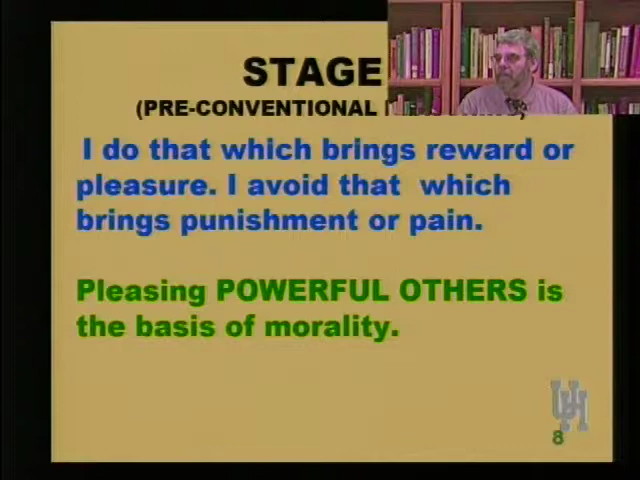 STAGE
(PRE-CONVENTIONAL
I do that which brings reward or
pleasure. I avoid that which
brings punishment or pain.
Pleasing POWERFUL OTHERS is
the basis of morality.
UH
8